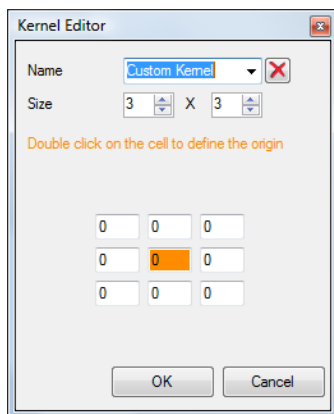 Kernel Editor
Name Custom Kernel
Size 3 X 3
Double click on the cell to define the origin
0 0 0
0 0 0
0 0 0
OK Cancel